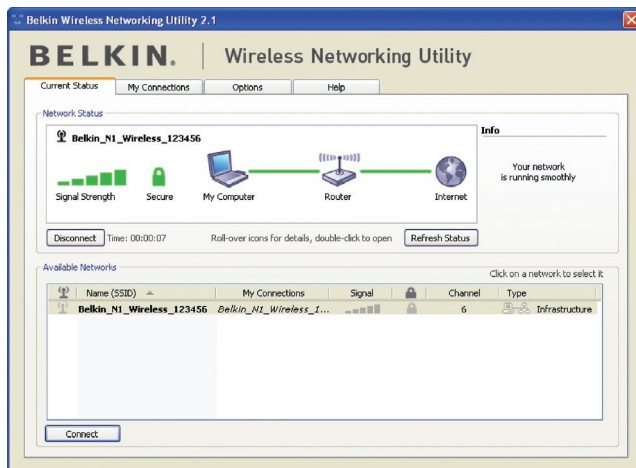 Belkin Wireless Networking Utility 2.1
BELKIN. Wireless Networking Utility
Current Status My Connections Options Help
Network Status
Belkin_N1_Wireless_123456
Signal Strength Secure My Computer Router Internet
Info
Your network
is running smoothly
Disconnect Time: 00:00:07 Roll-over icons for details, double-click to open Refresh Status
Available Networks
Click on a network to select it
Name (SSID) My Connections Signal Channel Type
Belkin_N1_Wireless_123456 Belkin_N1_Wireless_1... 6 Infrastructure
Connect